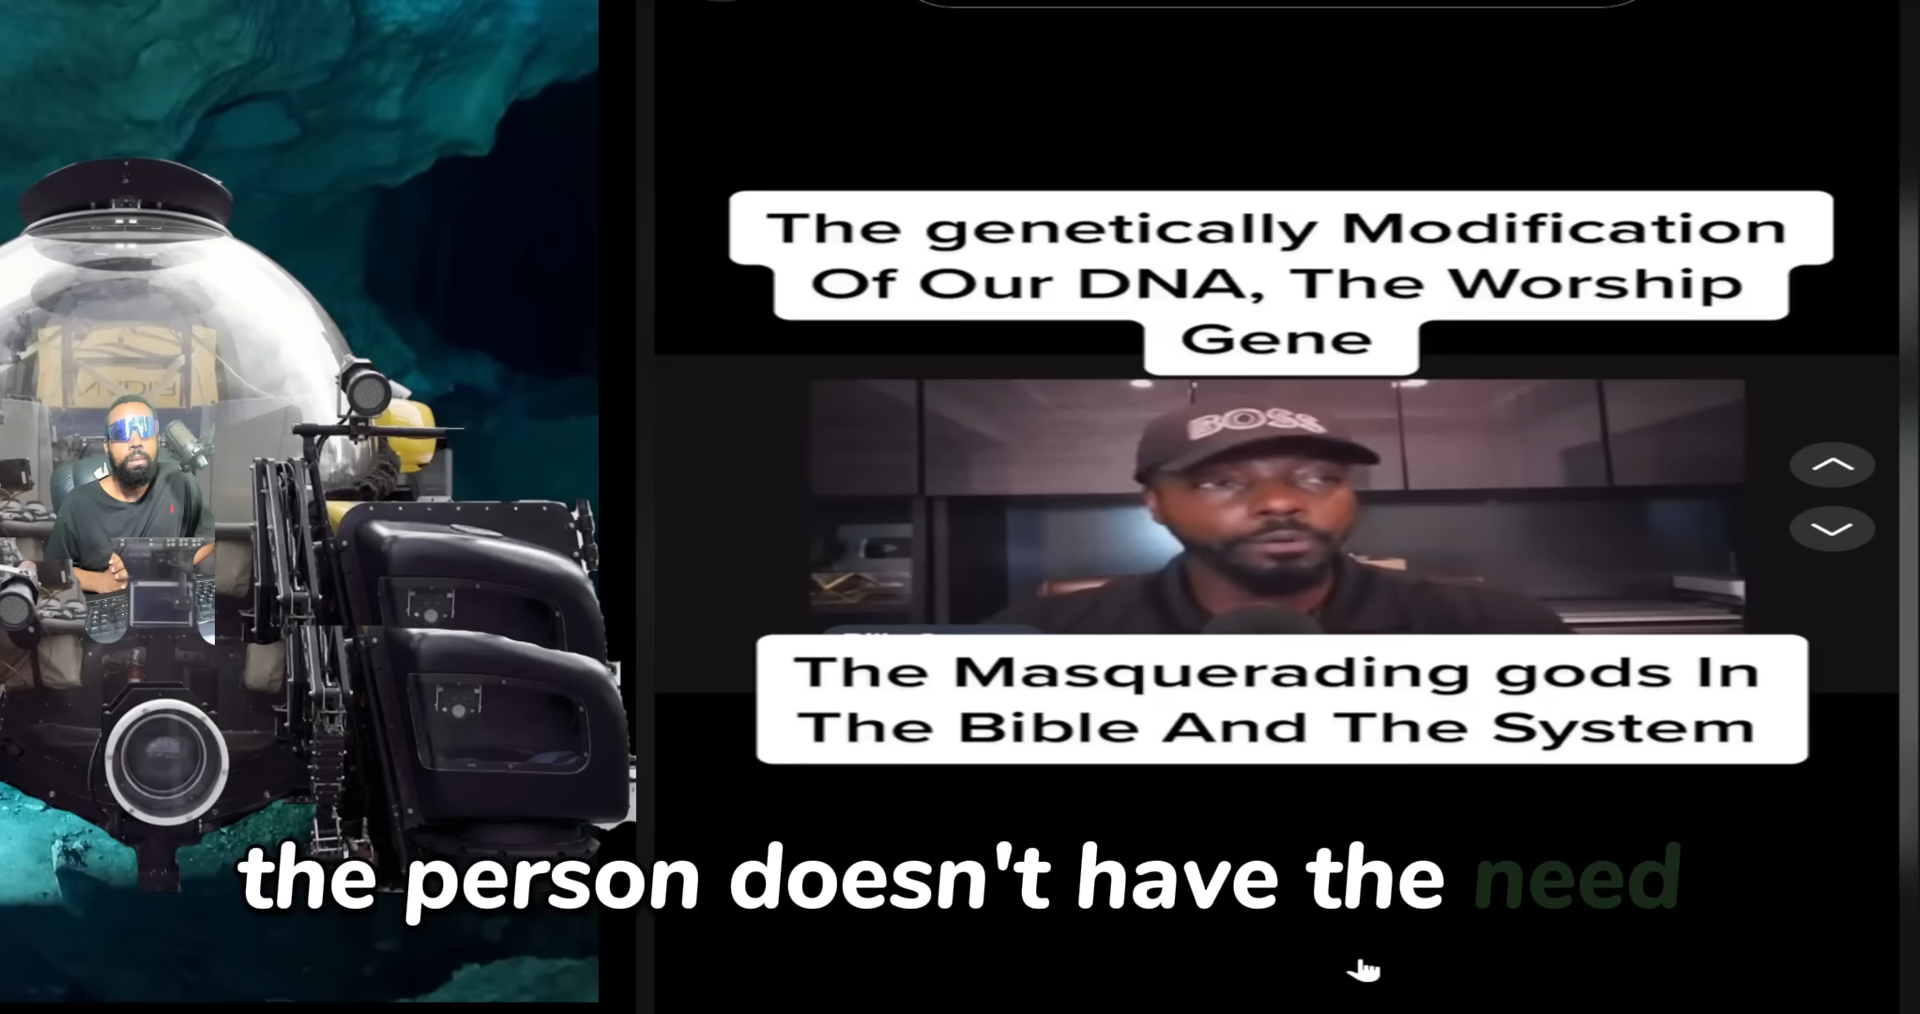 The genetically Modification
Of Our DNA, The Worship
Gene
BOSS
The Masquerading gods In
The Bible And The System
the person doesn't have the need